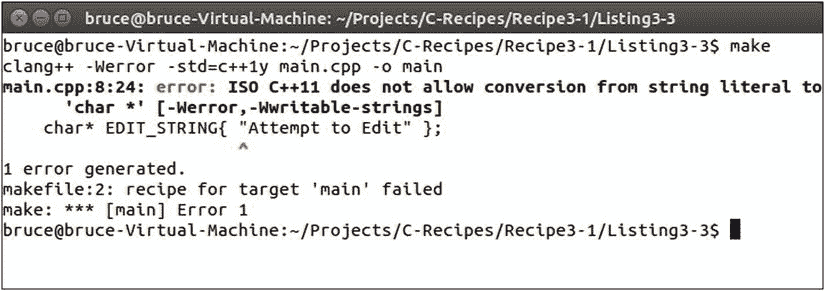 bruce@bruce-Virtual-Machine: ~/Projects/C-Recipes/Recipe3-1/Listing3-3
bruce@bruce-Virtual-Machine:~/Projects/C-Recipes/Recipe3-1/Listing3-3$ make
clang++ -Werror -std=c++1y main.cpp -o main
main.cpp:8:24: error: ISO C++11 does not allow conversion from string literal to
      'char *' [-Werror,-Wwritable-strings]
    char* EDIT_STRING{ "Attempt to Edit" };
                       ^
1 error generated.
makefile:2: recipe for target 'main' failed
make: *** [main] Error 1
bruce@bruce-Virtual-Machine:~/Projects/C-Recipes/Recipe3-1/Listing3-3$